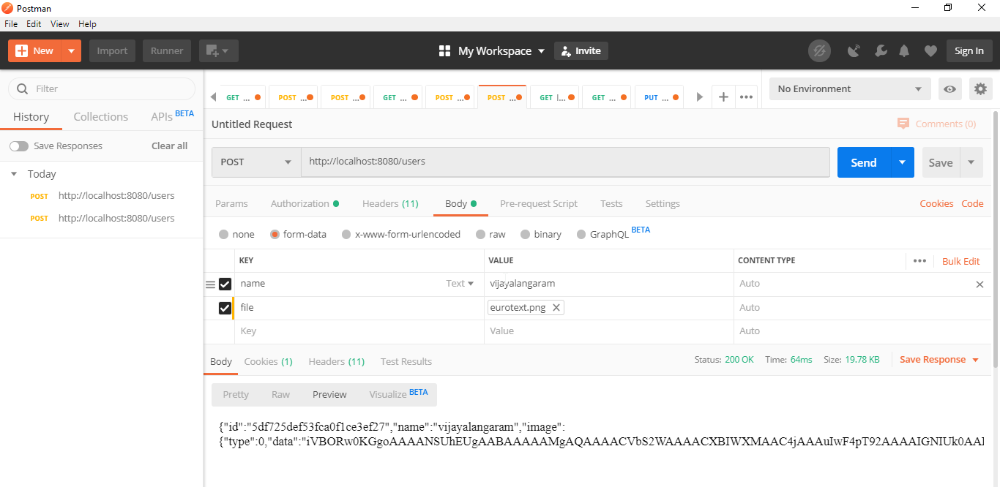 Postman
File Edit View Help
New Import Runner My Workspace Invite Sign In
Filter
History Collections APIs BETA
Save Responses Clear all
Today
POST http://localhost:8080/users
POST http://localhost:8080/users
GET ... POST ... POST ... GET ... POST ... POST ... GET l... GET ... PUT ... No Environment
Untitled Request Comments (0)
POST http://localhost:8080/users Send Save
Params Authorization Headers (11) Body Pre-request Script Tests Settings Cookies Code
none form-data x-www-form-urlencoded raw binary GraphQL BETA
KEY VALUE CONTENT TYPE Bulk Edit
name Text vijayalangaram Auto
file eurotext.png Auto
Key Value Auto
Body Cookies (1) Headers (11) Test Results Status: 200 OK Time: 64ms Size: 19.78 KB Save Response
Pretty Raw Preview Visualize BETA
{"id":"5df725def53fca0f1ce3ef27","name":"vijayalangaram","image":
{"type":0,"data":"iVBORw0KGgoAAAANSUhEUgAABAAAAAMgAQAAAACVbS2WAAAACXBIWXMAAC4jAAAuIwF4pT92AAAAIGNIUk0AAI